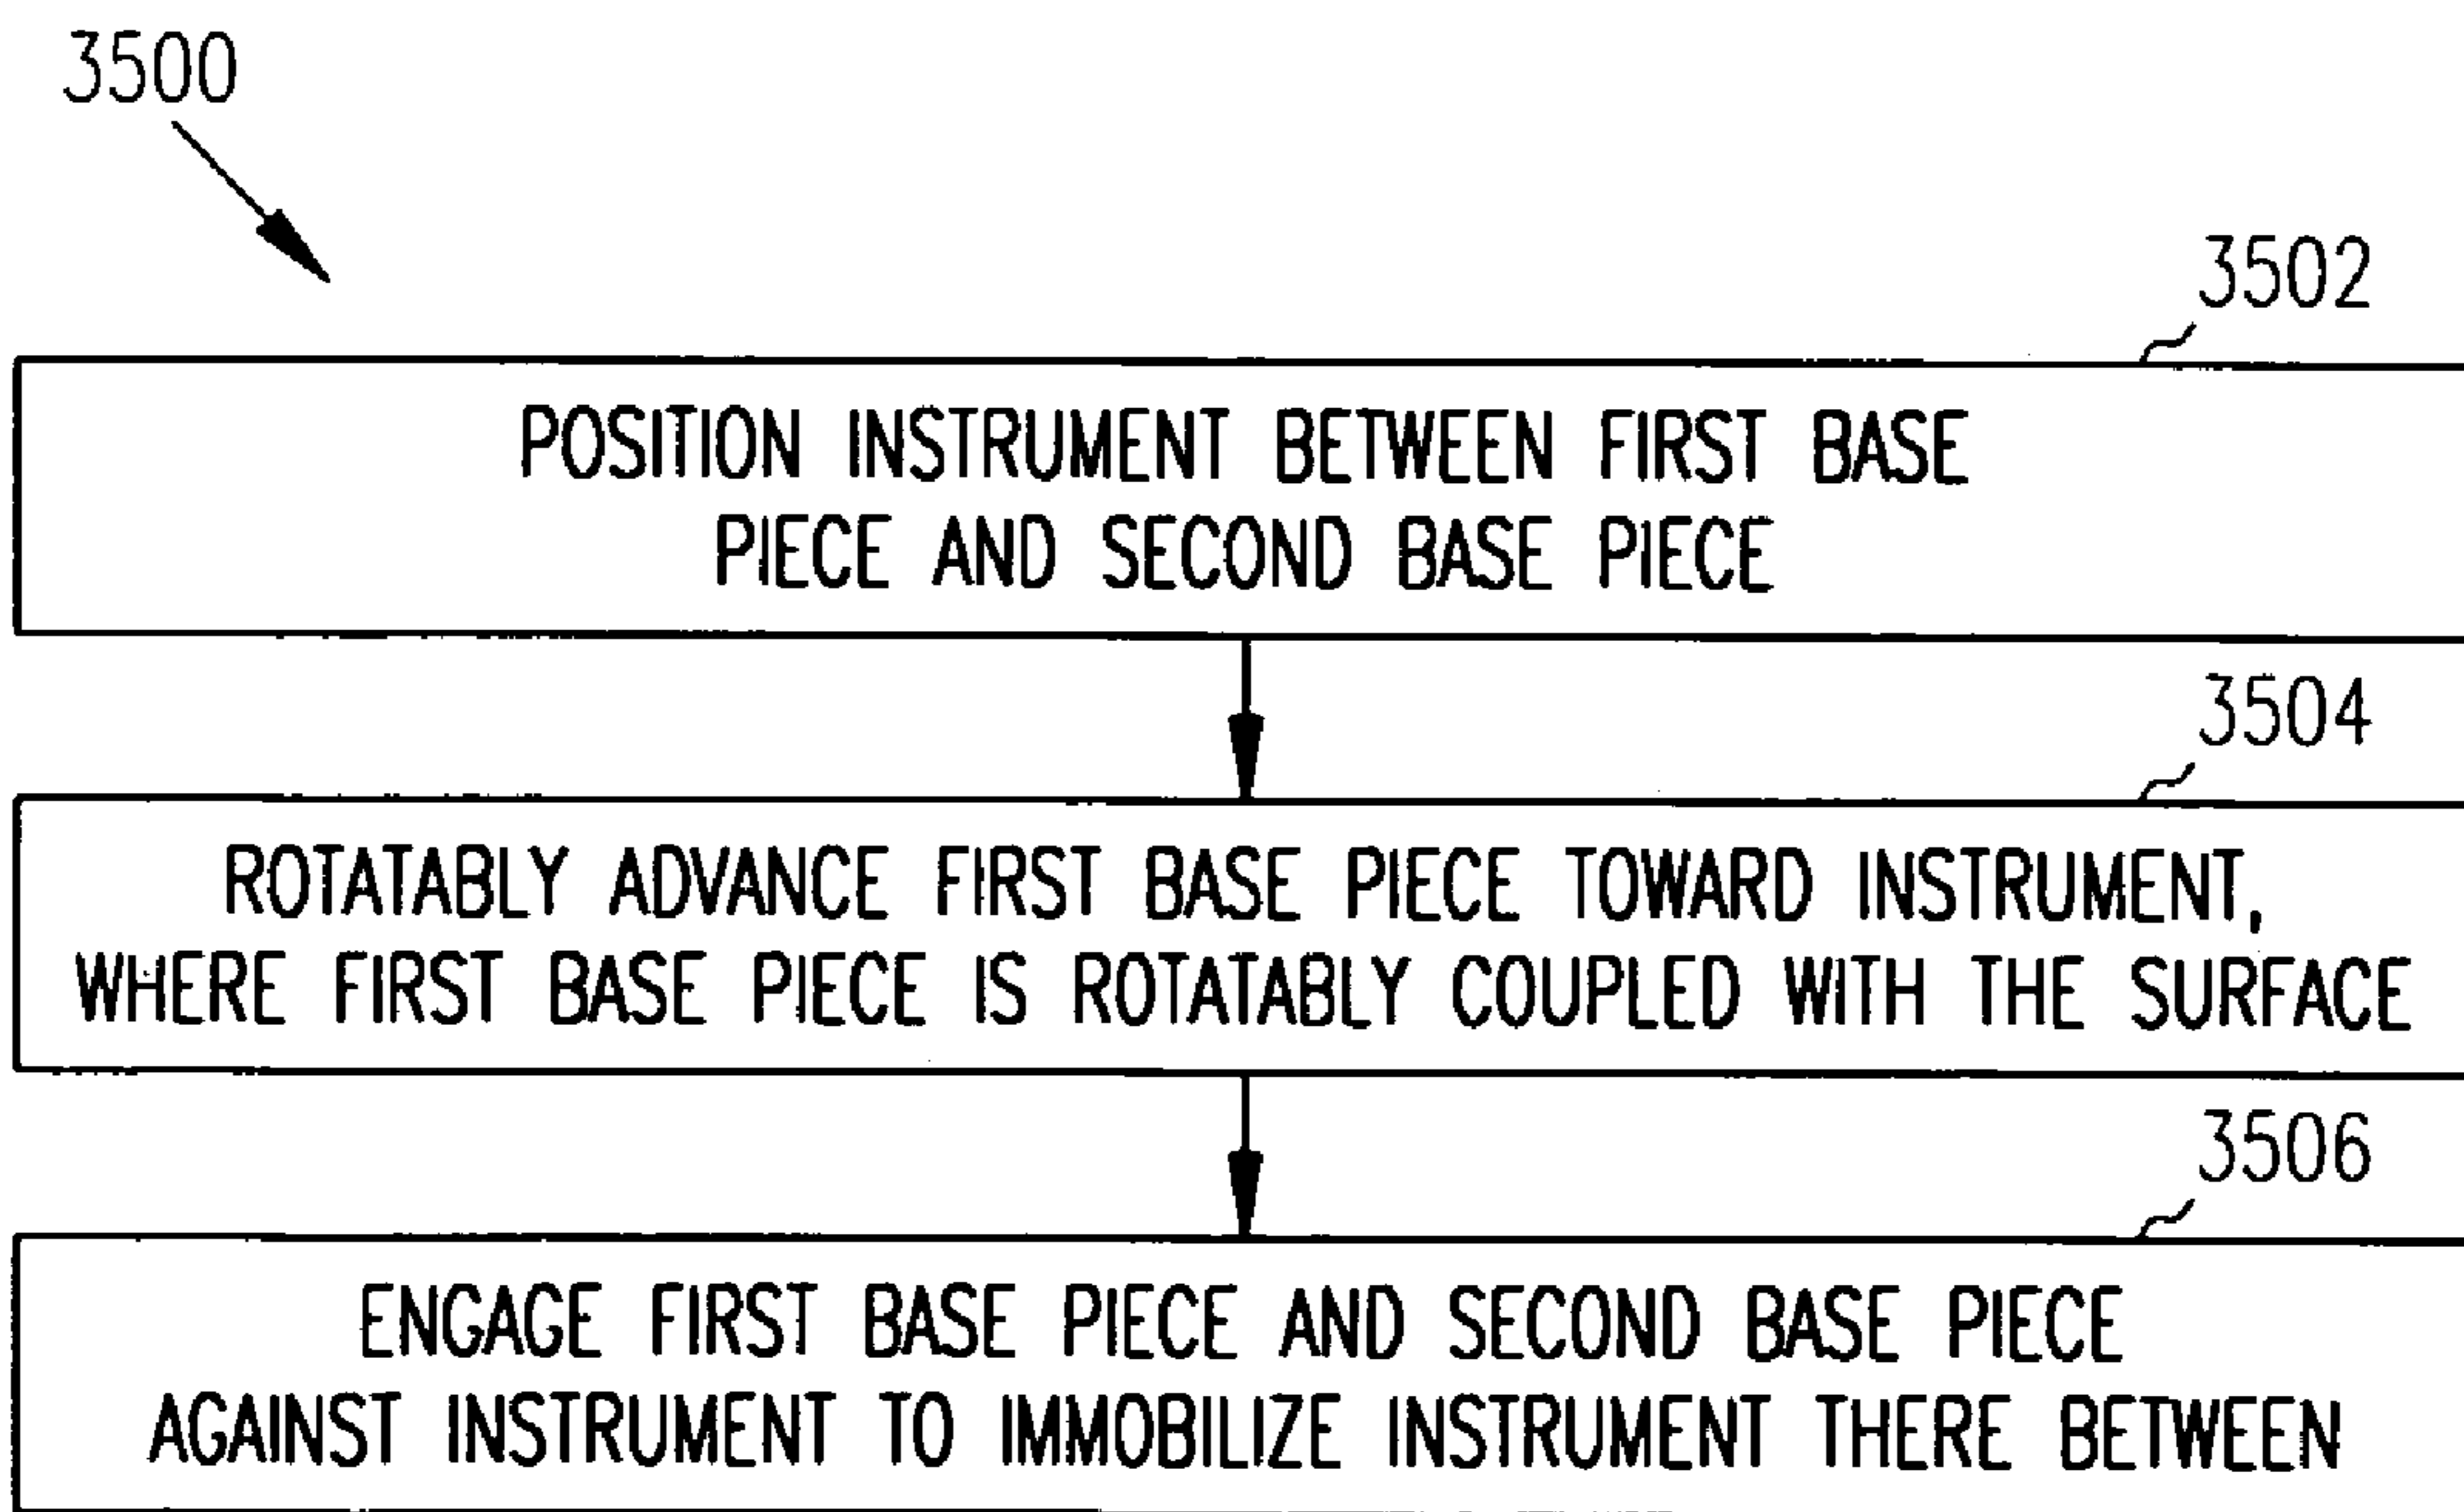 3500
3502
POSITION INSTRUMENT BETWEEN FIRST BASE
PIECE AND SECOND BASE PIECE
3504
ROTATABLY ADVANCE FIRST BASE PIECE TOWARD INSTRUMENT,
WHERE FIRST BASE PIECE IS ROTATABLY COUPLED WITH THE SURFACE
3506
ENGAGE FIRST BASE PIECE AND SECOND BASE PIECE
AGAINST INSTRUMENT TO IMMOBILIZE INSTRUMENT THERE BETWEEN